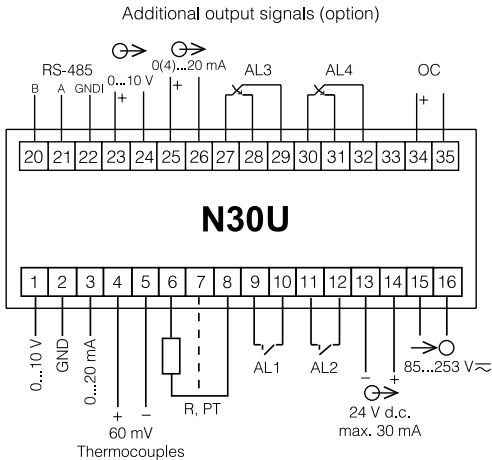 Additional output signals (option)
RS-485
0...10 V
0(4)...20 mA
AL3
AL4
OC
B A GNDI + + +
20 21 22 23 24 25 26 27 28 29 30 31 32 33 34 35
N30U
1 2 3 4 5 6 7 8 9 10 11 12 13 14 15 16
0...10 V
GND
0...20 mA
+ −
60 mV
Thermocouples
R, PT
AL1
AL2
− +
24 V d.c.
max. 30 mA
85...253 V